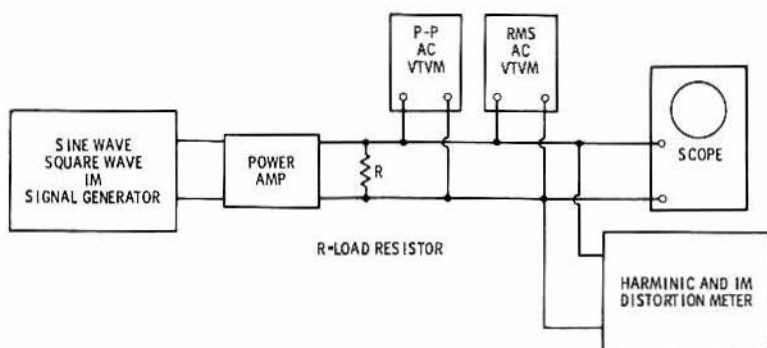 P-P
AC
VTVM
RMS
AC
VTVM
SINE WAVE
SQUARE WAVE
IM
SIGNAL GENERATOR
POWER
AMP
R
SCOPE
R=LOAD RESISTOR
HARMINIC AND IM
DISTORTION METER